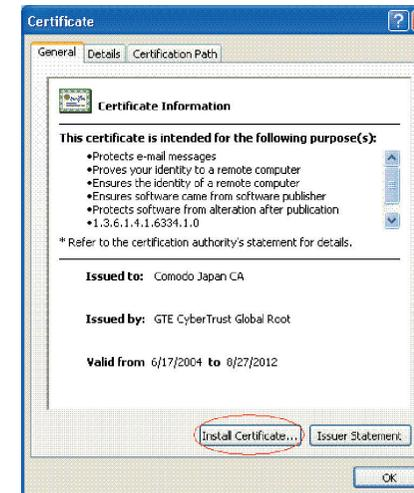 Certificate
General Details Certification Path
Certificate Information
This certificate is intended for the following purpose(s):
•Protects e-mail messages
•Proves your identity to a remote computer
•Ensures the identity of a remote computer
•Ensures software came from software publisher
•Protects software from alteration after publication
•1.3.6.1.4.1.6334.1.0
* Refer to the certification authority's statement for details.
Issued to: Comodo Japan CA
Issued by: GTE CyberTrust Global Root
Valid from 6/17/2004 to 8/27/2012
Install Certificate... Issuer Statement
OK